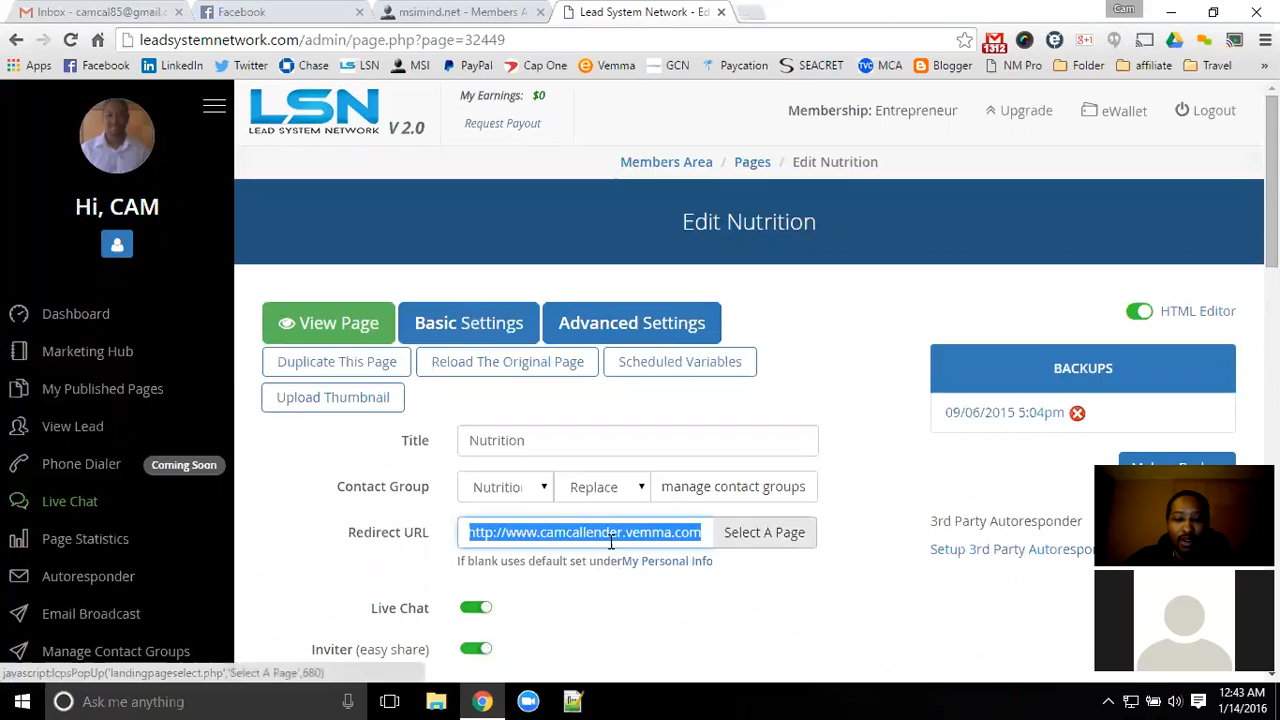 Inbox - camcal85@gmail.c
Facebook
msimind.net - Members A
Lead System Network - Ed
Cam
leadsystemnetwork.com/admin/page.php?page=32449
1312
Apps Facebook LinkedIn Twitter Chase LSN MSI PayPal Cap One Vemma GCN Paycation SEACRET MCA Blogger NM Pro Folder affiliate Travel
LSN
LEAD SYSTEM NETWORK
V 2.0
My Earnings: $0
Request Payout
Membership: Entrepreneur
Upgrade
eWallet
Logout
Members Area / Pages / Edit Nutrition
Hi, CAM
Edit Nutrition
Dashboard
Marketing Hub
My Published Pages
View Lead
Phone Dialer Coming Soon
Live Chat
Page Statistics
Autoresponder
Email Broadcast
Manage Contact Groups
View Page
Basic Settings
Advanced Settings
HTML Editor
Duplicate This Page
Reload The Original Page
Scheduled Variables
Upload Thumbnail
BACKUPS
09/06/2015 5:04pm
Title Nutrition
Contact Group Nutritio Replace manage contact groups
Redirect URL http://www.camcallender.vemma.com Select A Page
If blank uses default set under My Personal Info
3rd Party Autoresponder
Setup 3rd Party Autorespon
Live Chat
Inviter (easy share)
javascript:lcpsPopUp('landingpageselect.php','Select A Page',680)
Ask me anything
12:43 AM
1/14/2016